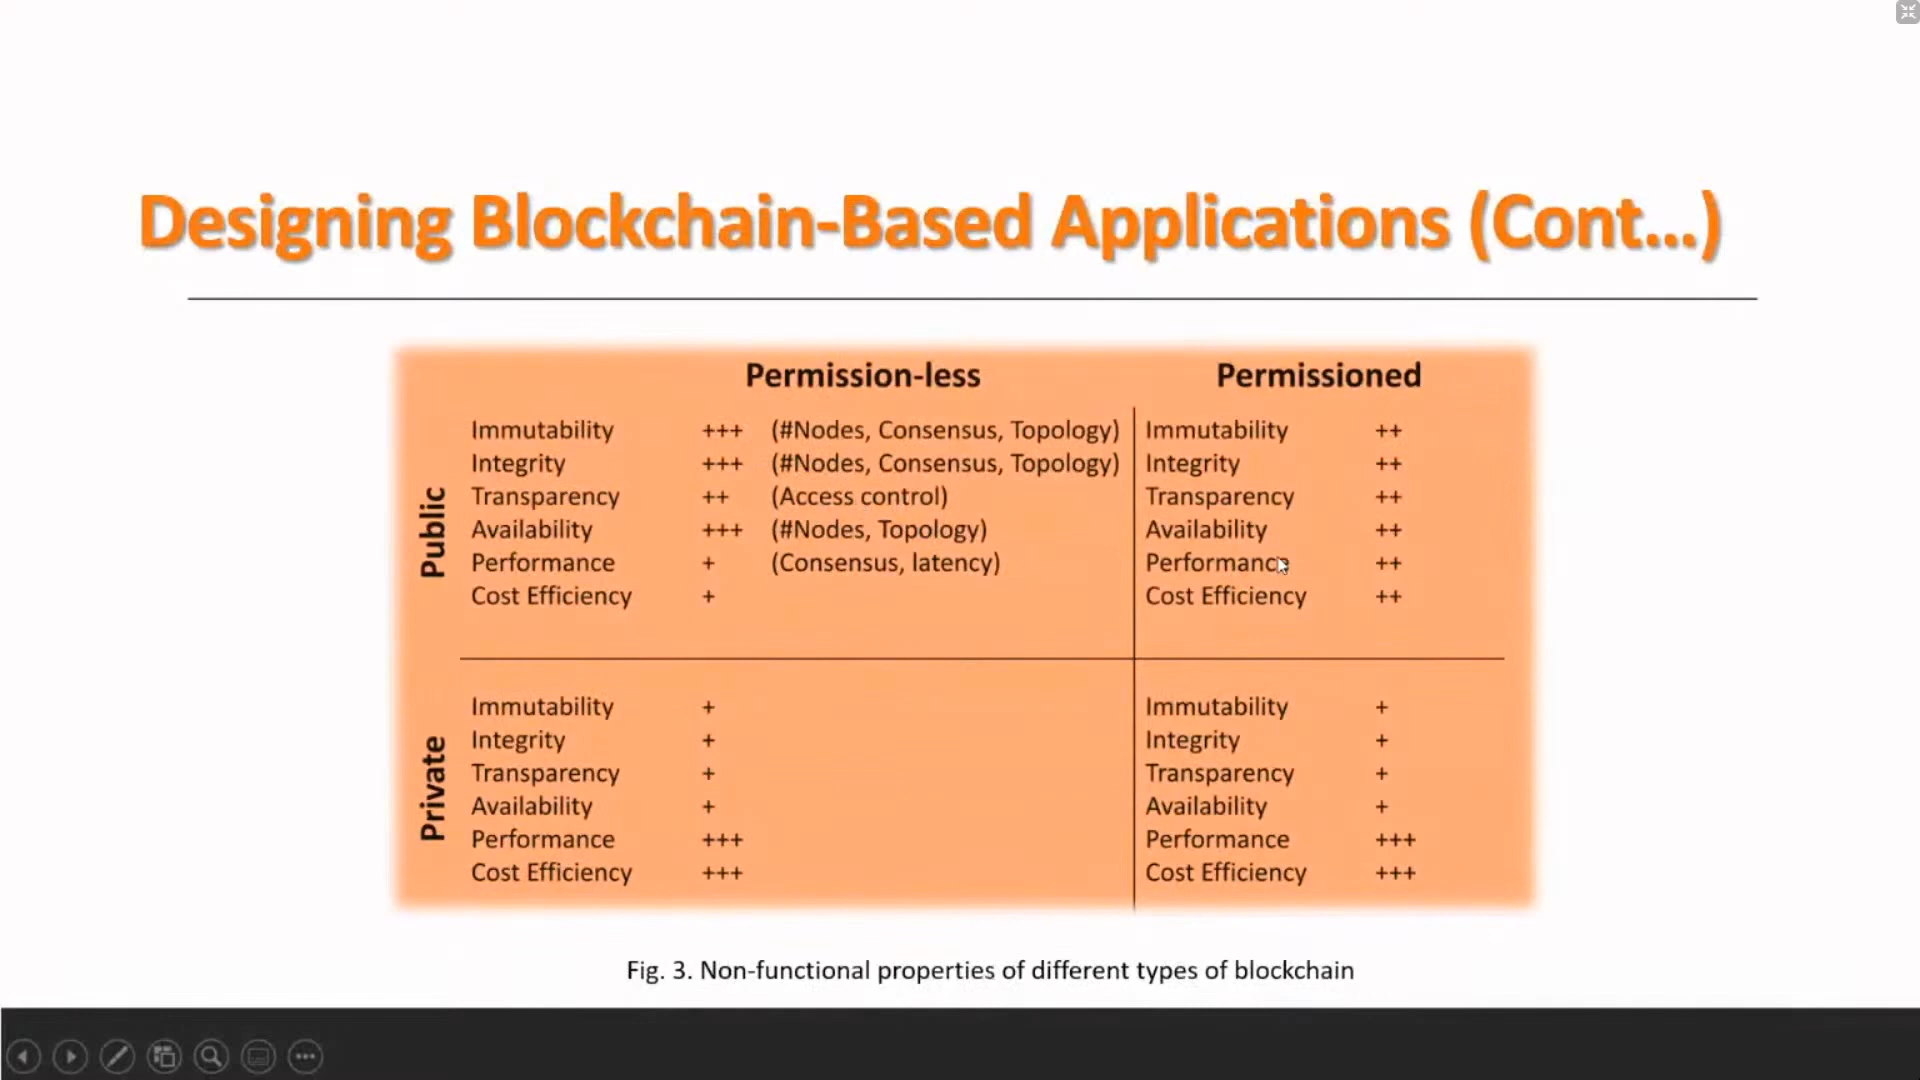 Designing Blockchain-Based Applications (Cont...)
Permission-less Permissioned
Public
Immutability +++ (#Nodes, Consensus, Topology) Immutability ++
Integrity +++ (#Nodes, Consensus, Topology) Integrity ++
Transparency ++ (Access control) Transparency ++
Availability +++ (#Nodes, Topology) Availability ++
Performance + (Consensus, latency) Performance ++
Cost Efficiency + Cost Efficiency ++
Private
Immutability + Immutability +
Integrity + Integrity +
Transparency + Transparency +
Availability + Availability +
Performance +++ Performance +++
Cost Efficiency +++ Cost Efficiency +++
Fig. 3. Non-functional properties of different types of blockchain